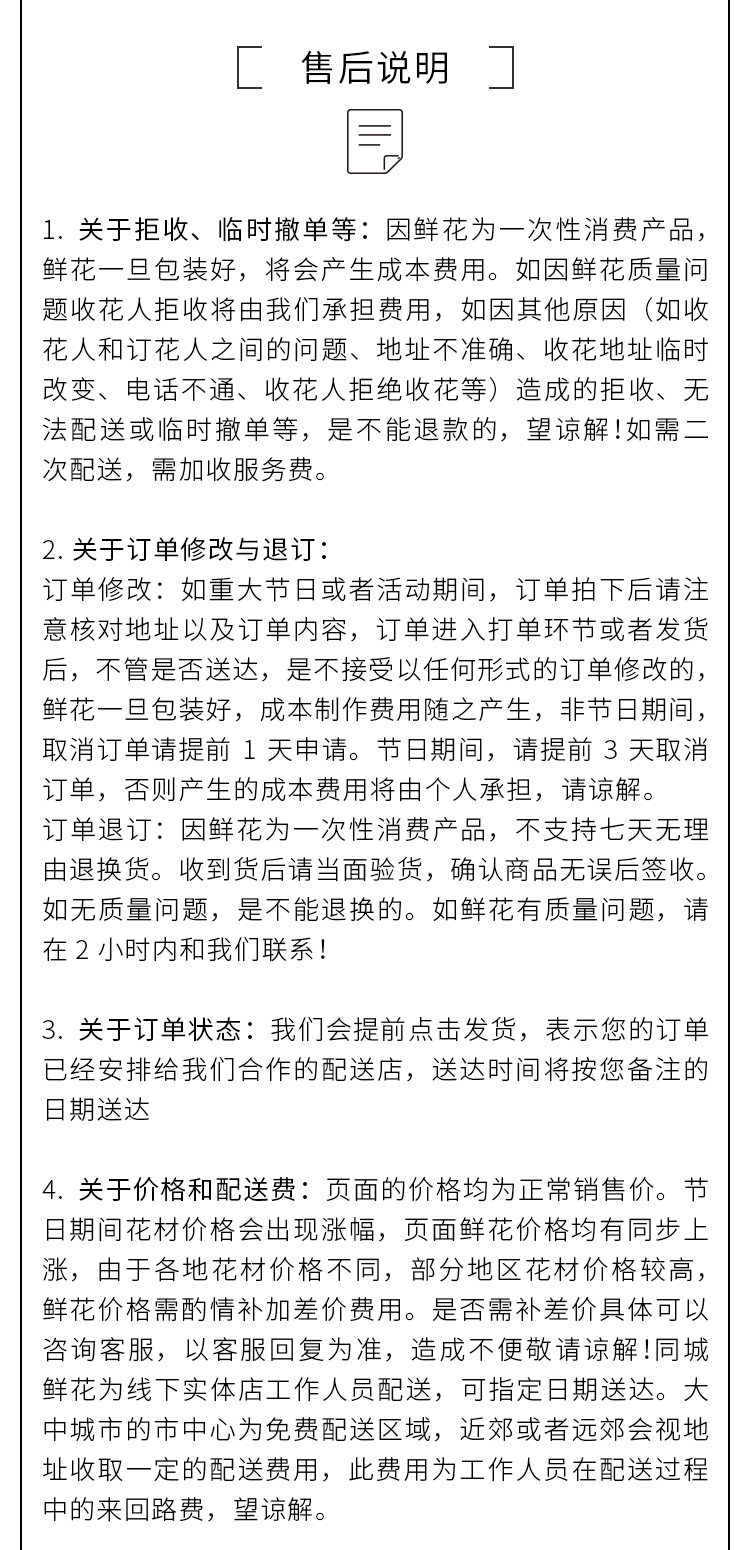 售后说明
1. 关于拒收、临时撤单等：因鲜花为一次性消费产品，
鲜花一旦包装好，将会产生成本费用。如因鲜花质量问
题收花人拒收将由我们承担费用，如因其他原因（如收
花人和订花人之间的问题、地址不准确、收花地址临时
改变、电话不通、收花人拒绝收花等）造成的拒收、无
法配送或临时撤单等，是不能退款的，望谅解！如需二
次配送，需加收服务费。
2. 关于订单修改与退订：
订单修改：如重大节日或者活动期间，订单拍下后请注
意核对地址以及订单内容，订单进入打单环节或者发货
后，不管是否送达，是不接受以任何形式的订单修改的，
鲜花一旦包装好，成本制作费用随之产生，非节日期间，
取消订单请提前 1 天申请。节日期间，请提前 3 天取消
订单，否则产生的成本费用将由个人承担，请谅解。
订单退订：因鲜花为一次性消费产品，不支持七天无理
由退换货。收到货后请当面验货，确认商品无误后签收。
如无质量问题，是不能退换的。如鲜花有质量问题，请
在 2 小时内和我们联系！
3. 关于订单状态：我们会提前点击发货，表示您的订单
已经安排给我们合作的配送店，送达时间将按您备注的
日期送达
4. 关于价格和配送费：页面的价格均为正常销售价。节
日期间花材价格会出现涨幅，页面鲜花价格均有同步上
涨，由于各地花材价格不同，部分地区花材价格较高，
鲜花价格需酌情补加差价费用。是否需补差价具体可以
咨询客服，以客服回复为准，造成不便敬请谅解！同城
鲜花为线下实体店工作人员配送，可指定日期送达。大
中城市的市中心为免费配送区域，近郊或者远郊会视地
址收取一定的配送费用，此费用为工作人员在配送过程
中的来回路费，望谅解。